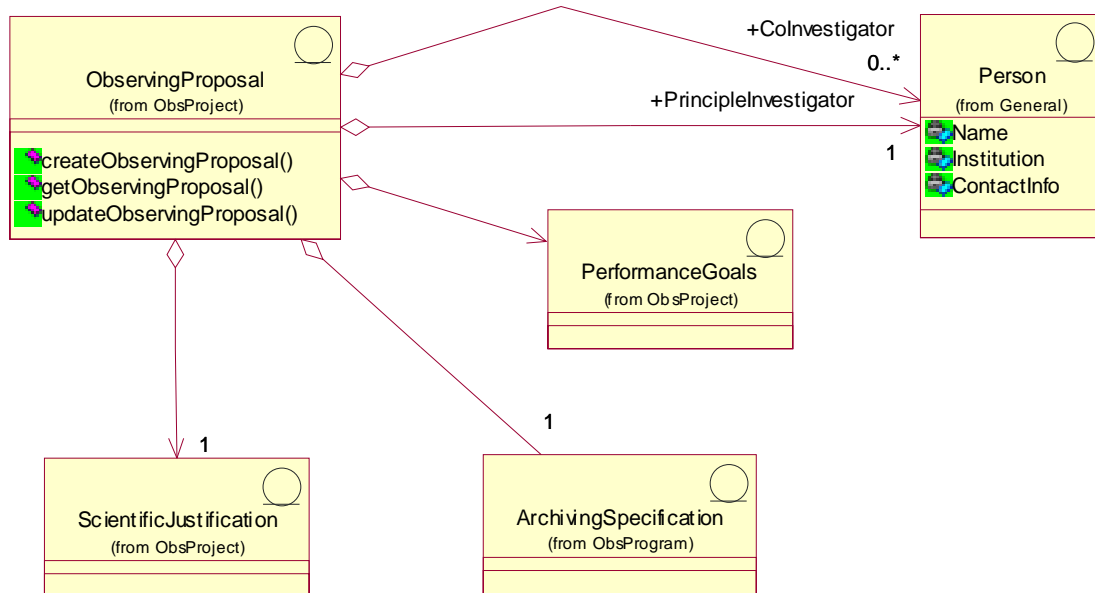 ObservingProposal
(from ObsProject)
createObservingProposal()
getObservingProposal()
updateObservingProposal()
+CoInvestigator
0..*
+PrincipleInvestigator
1
Person
(from General)
Name
Institution
ContactInfo
PerformanceGoals
(from ObsProject)
1
ScientificJustification
(from ObsProject)
1
ArchivingSpecification
(from ObsProgram)